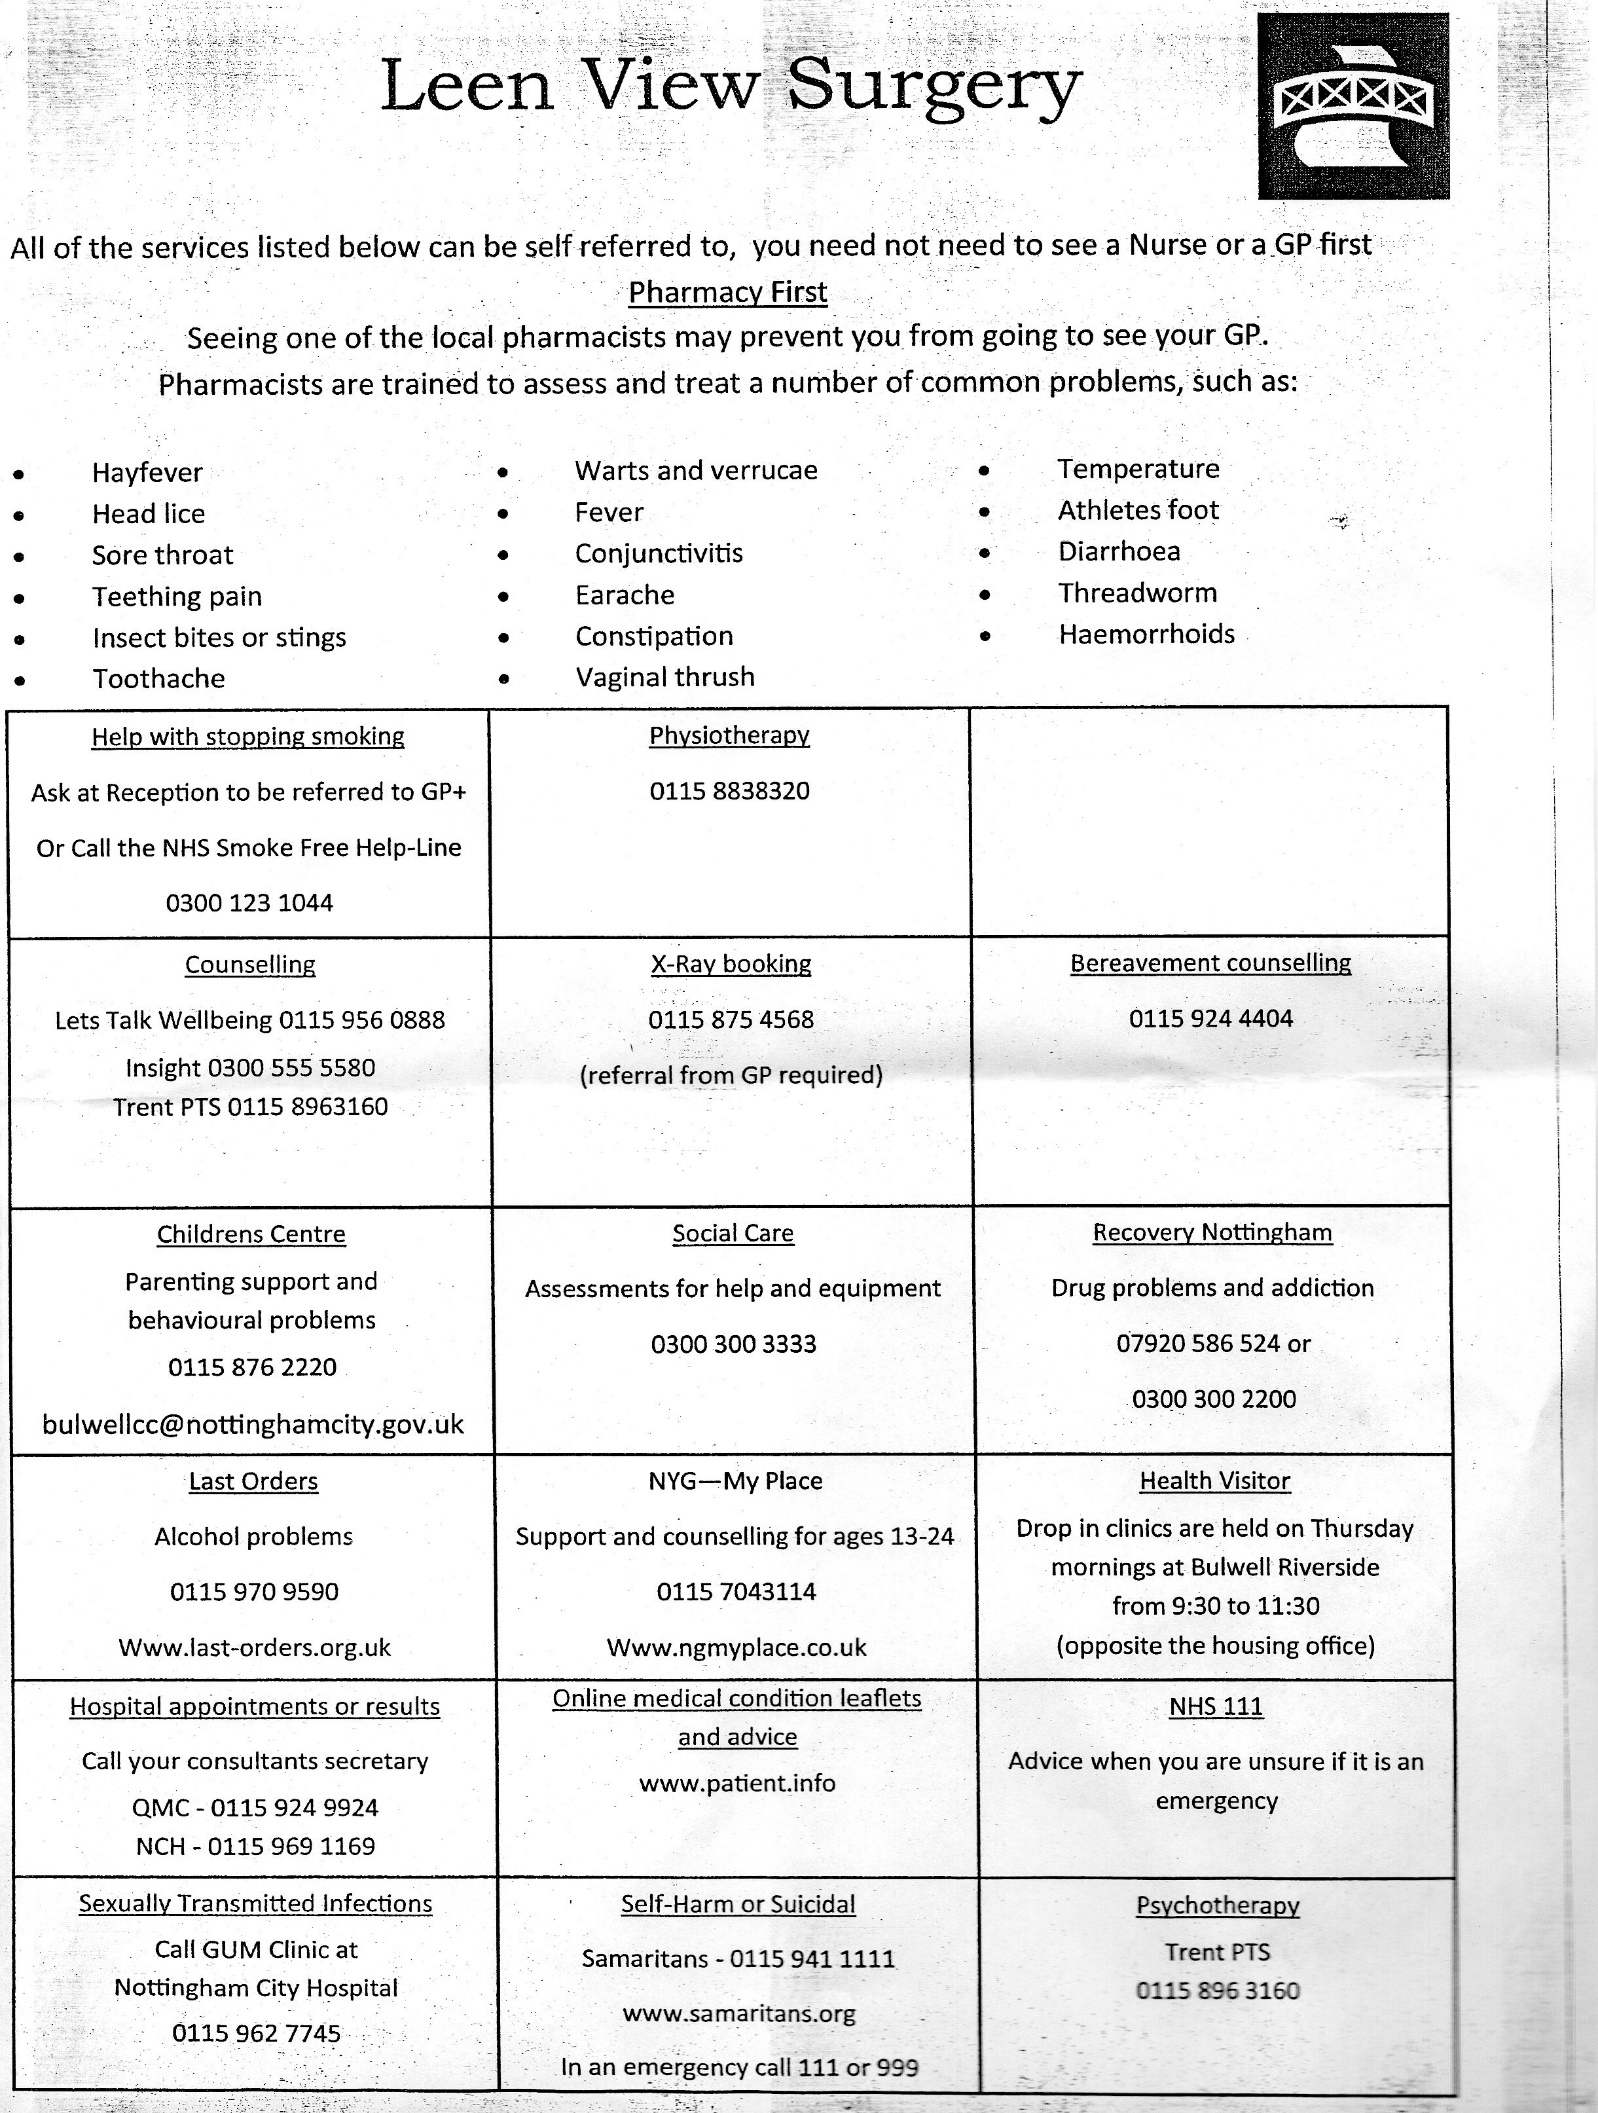 Leen View Surgery
All of the services listed below can be self referred to, you need not need to see a Nurse or a GP first
Pharmacy First
Seeing one of the local pharmacists may prevent you from going to see your GP.
Pharmacists are trained to assess and treat a number of common problems, such as:
• Hayfever
• Head lice
• Sore throat
• Teething pain
• Insect bites or stings
• Toothache
• Warts and verrucae
• Fever
• Conjunctivitis
• Earache
• Constipation
• Vaginal thrush
• Temperature
• Athletes foot
• Diarrhoea
• Threadworm
• Haemorrhoids
Help with stopping smoking
Ask at Reception to be referred to GP+
Or Call the NHS Smoke Free Help-Line
0300 123 1044
Physiotherapy
0115 8838320
Counselling
Lets Talk Wellbeing 0115 956 0888
Insight 0300 555 5580
Trent PTS 0115 8963160
X-Ray booking
0115 875 4568
(referral from GP required)
Bereavement counselling
0115 924 4404
Childrens Centre
Parenting support and
behavioural problems
0115 876 2220
bulwellcc@nottinghamcity.gov.uk
Social Care
Assessments for help and equipment
0300 300 3333
Recovery Nottingham
Drug problems and addiction
07920 586 524 or
0300 300 2200
Last Orders
Alcohol problems
0115 970 9590
Www.last-orders.org.uk
NYG—My Place
Support and counselling for ages 13-24
0115 7043114
Www.ngmyplace.co.uk
Health Visitor
Drop in clinics are held on Thursday
mornings at Bulwell Riverside
from 9:30 to 11:30
(opposite the housing office)
Hospital appointments or results
Call your consultants secretary
QMC - 0115 924 9924
NCH - 0115 969 1169
Online medical condition leaflets
and advice
www.patient.info
NHS 111
Advice when you are unsure if it is an
emergency
Sexually Transmitted Infections
Call GUM Clinic at
Nottingham City Hospital
0115 962 7745
Self-Harm or Suicidal
Samaritans - 0115 941 1111
www.samaritans.org
In an emergency call 111 or 999
Psychotherapy
Trent PTS
0115 896 3160